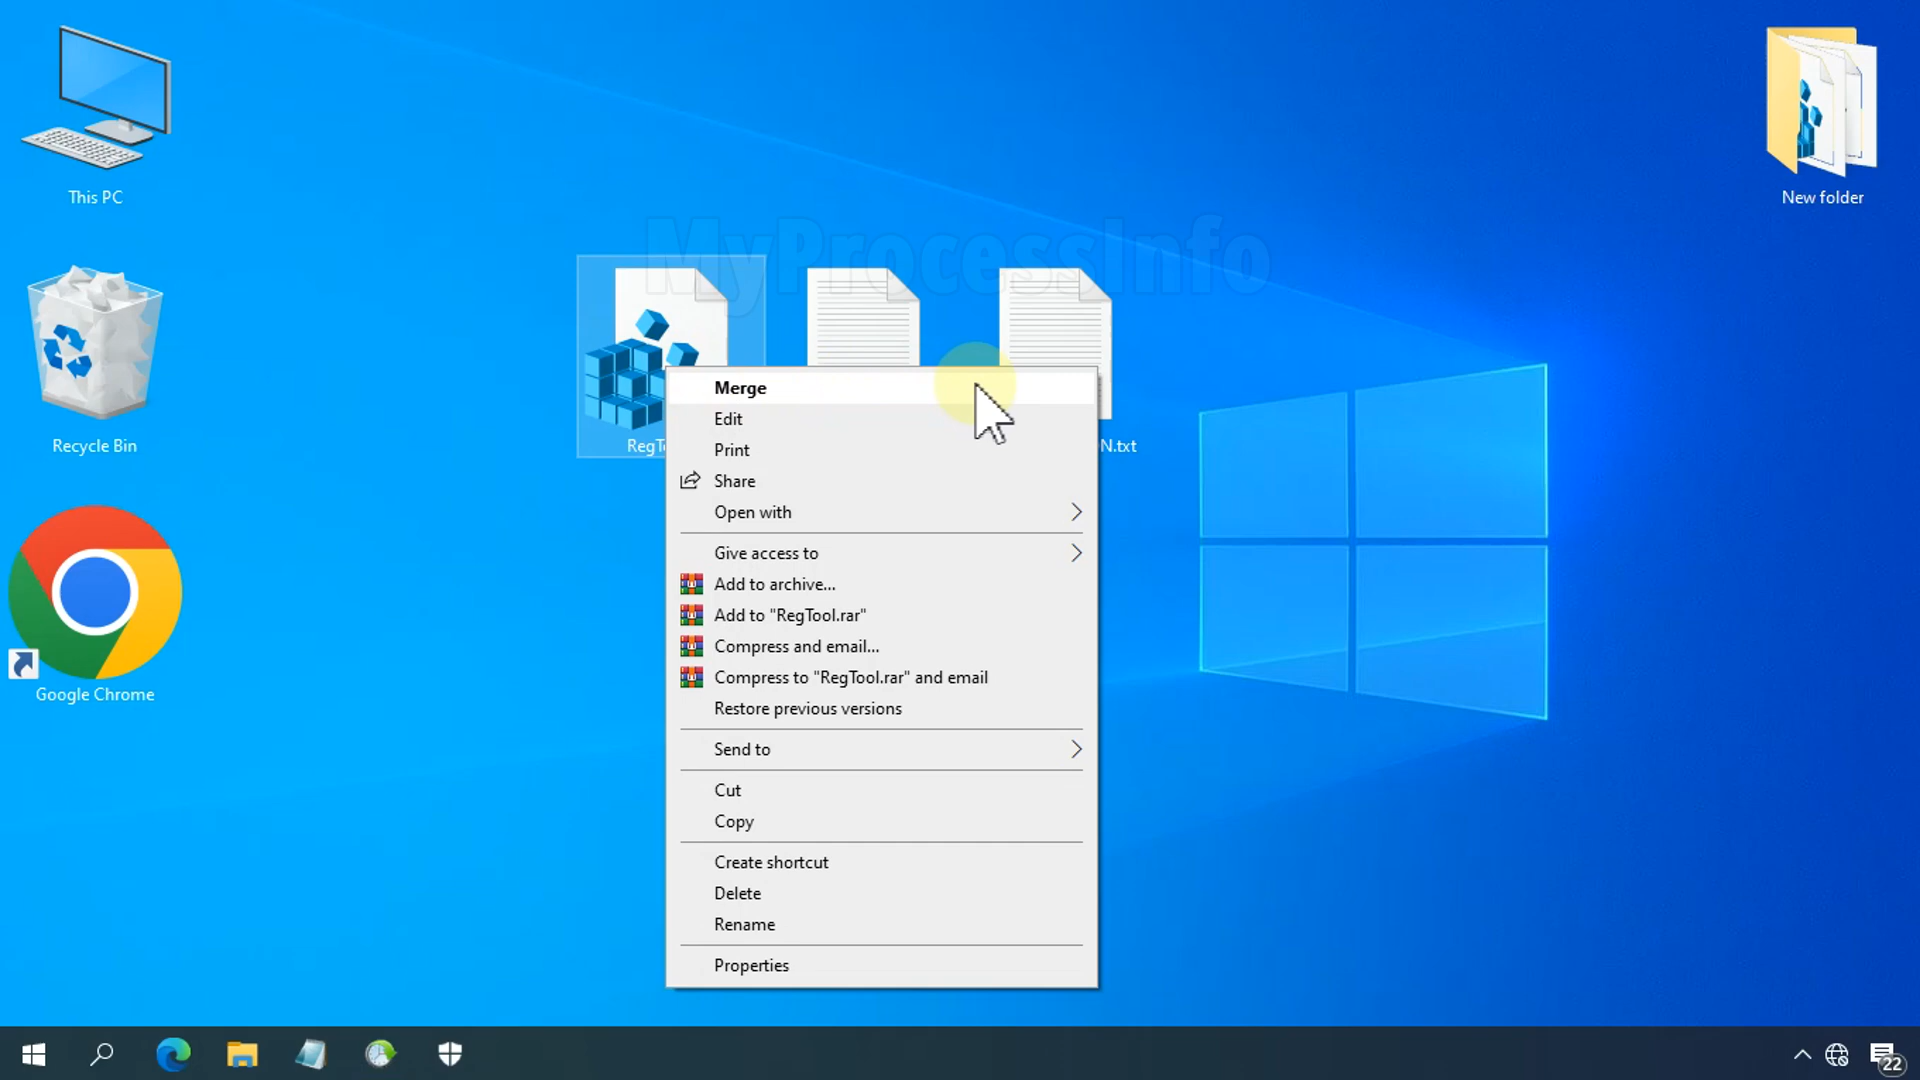 This PC
New folder
MyProcessInfo
Recycle Bin
N.txt
Merge
Edit
Print
Share
Open with
Give access to
Add to archive...
Add to "RegTool.rar"
Compress and email...
Compress to "RegTool.rar" and email
Restore previous versions
Send to
Cut
Copy
Create shortcut
Delete
Rename
Properties
Google Chrome
22